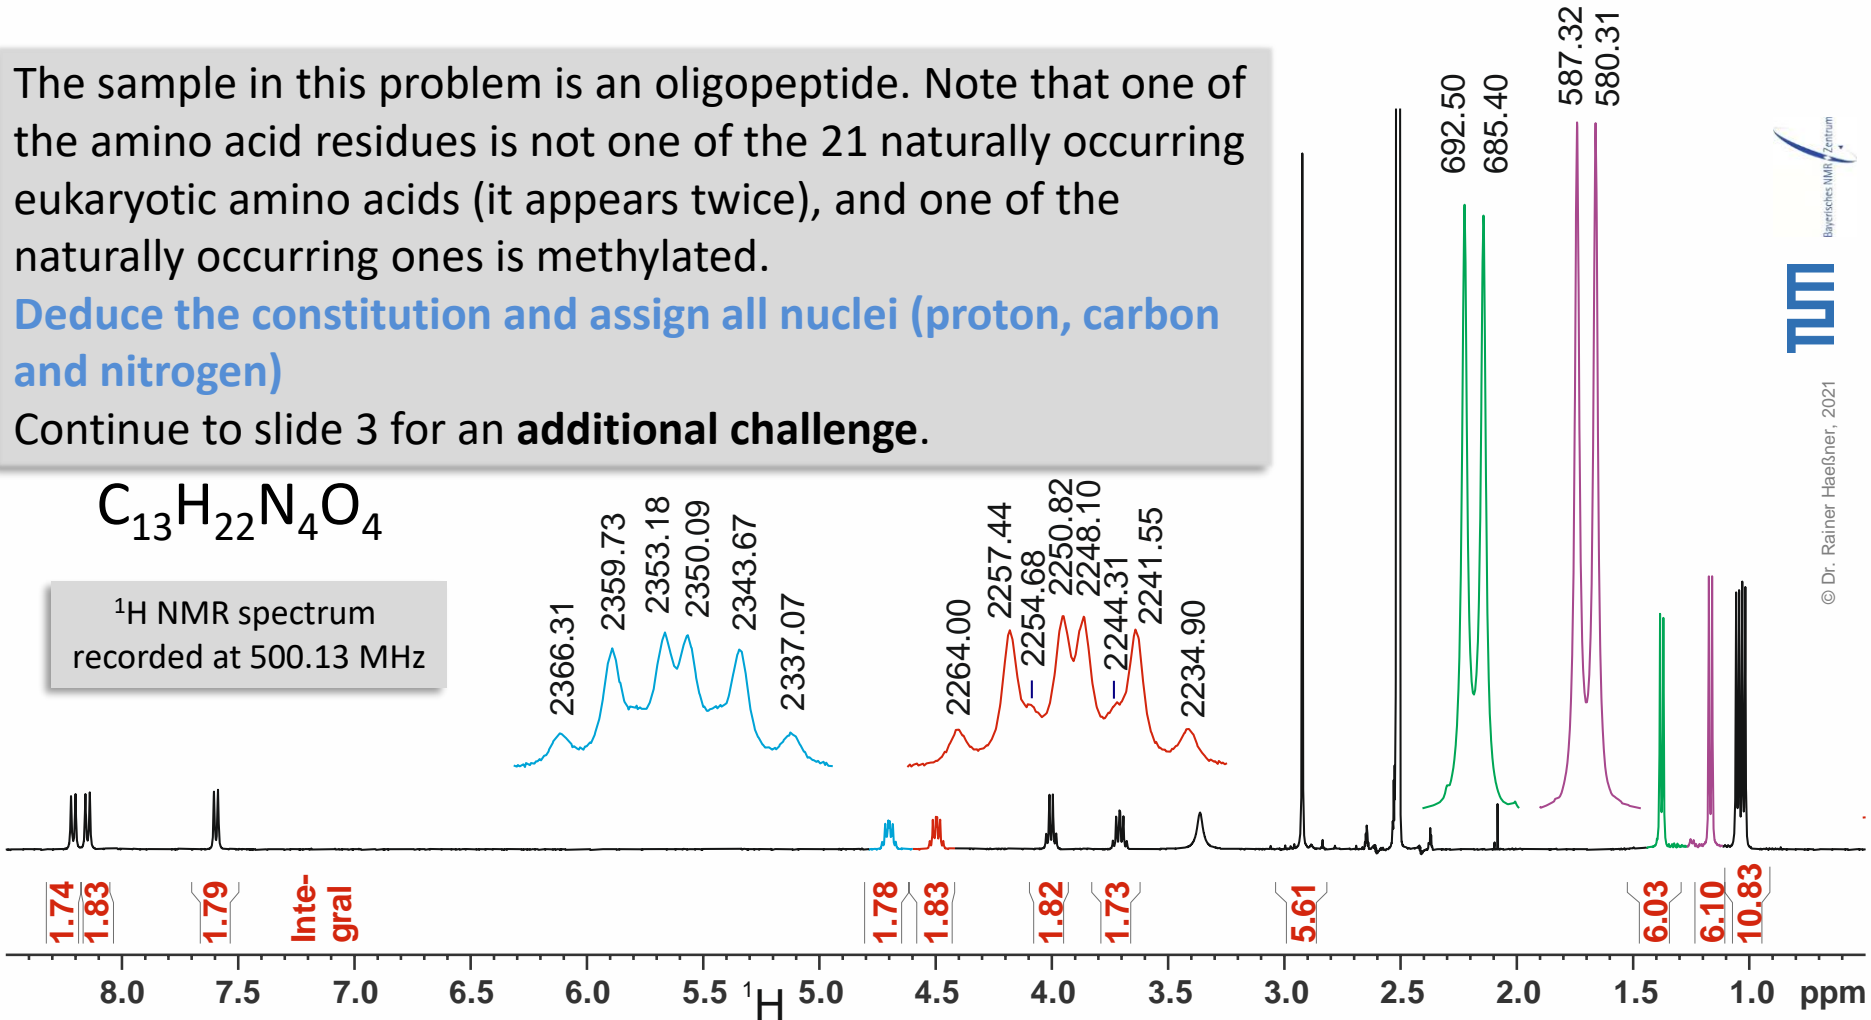 The sample in this problem is an oligopeptide. Note that one of
the amino acid residues is not one of the 21 naturally occurring
eukaryotic amino acids (it appears twice), and one of the
naturally occurring ones is methylated.
Deduce the constitution and assign all nuclei (proton, carbon
and nitrogen)
Continue to slide 3 for an additional challenge.
C13H22N4O4
1H NMR spectrum
recorded at 500.13 MHz
2366.31
2359.73
2353.18
2350.09
2343.67
2337.07
2264.00
2257.44
2254.68
2250.82
2248.10
2244.31
2241.55
2234.90
692.50
685.40
587.32
580.31
Bayerisches NMR Zentrum
TUM
© Dr. Rainer Haeßner, 2021
1.74
1.83
1.79
Inte-
gral
1.78
1.83
1.82
1.73
5.61
6.03
6.10
10.83
8.0 7.5 7.0 6.5 6.0 5.5 1H 5.0 4.5 4.0 3.5 3.0 2.5 2.0 1.5 1.0 ppm